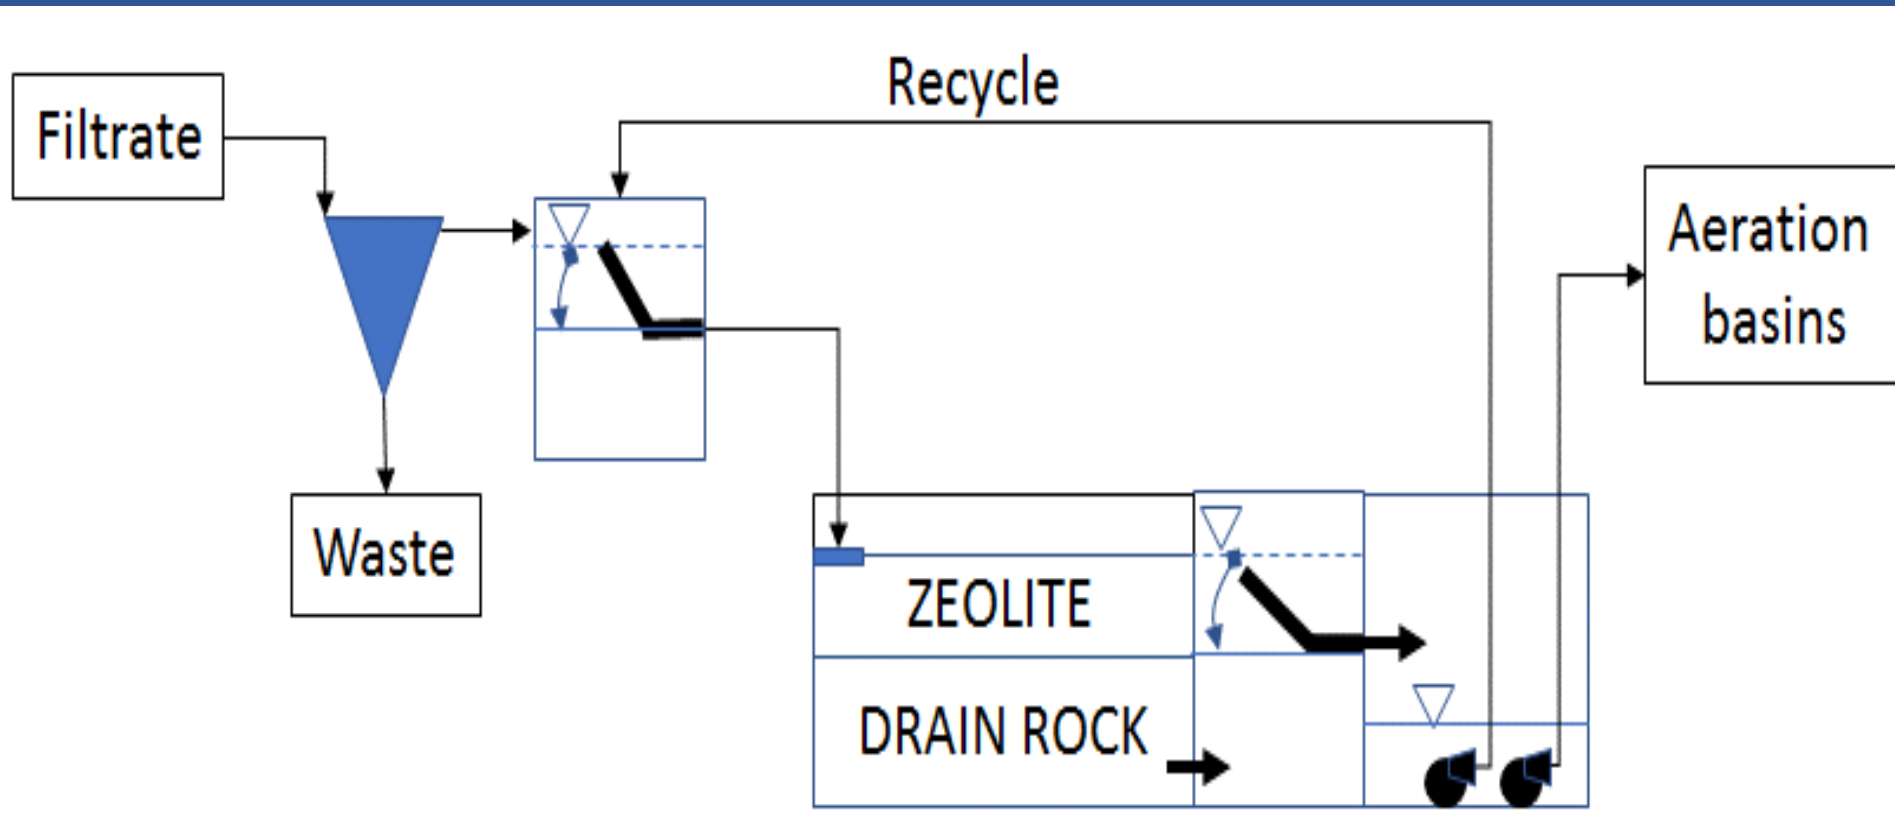 Recycle
Filtrate
Aeration
basins
Waste
ZEOLITE
DRAIN ROCK